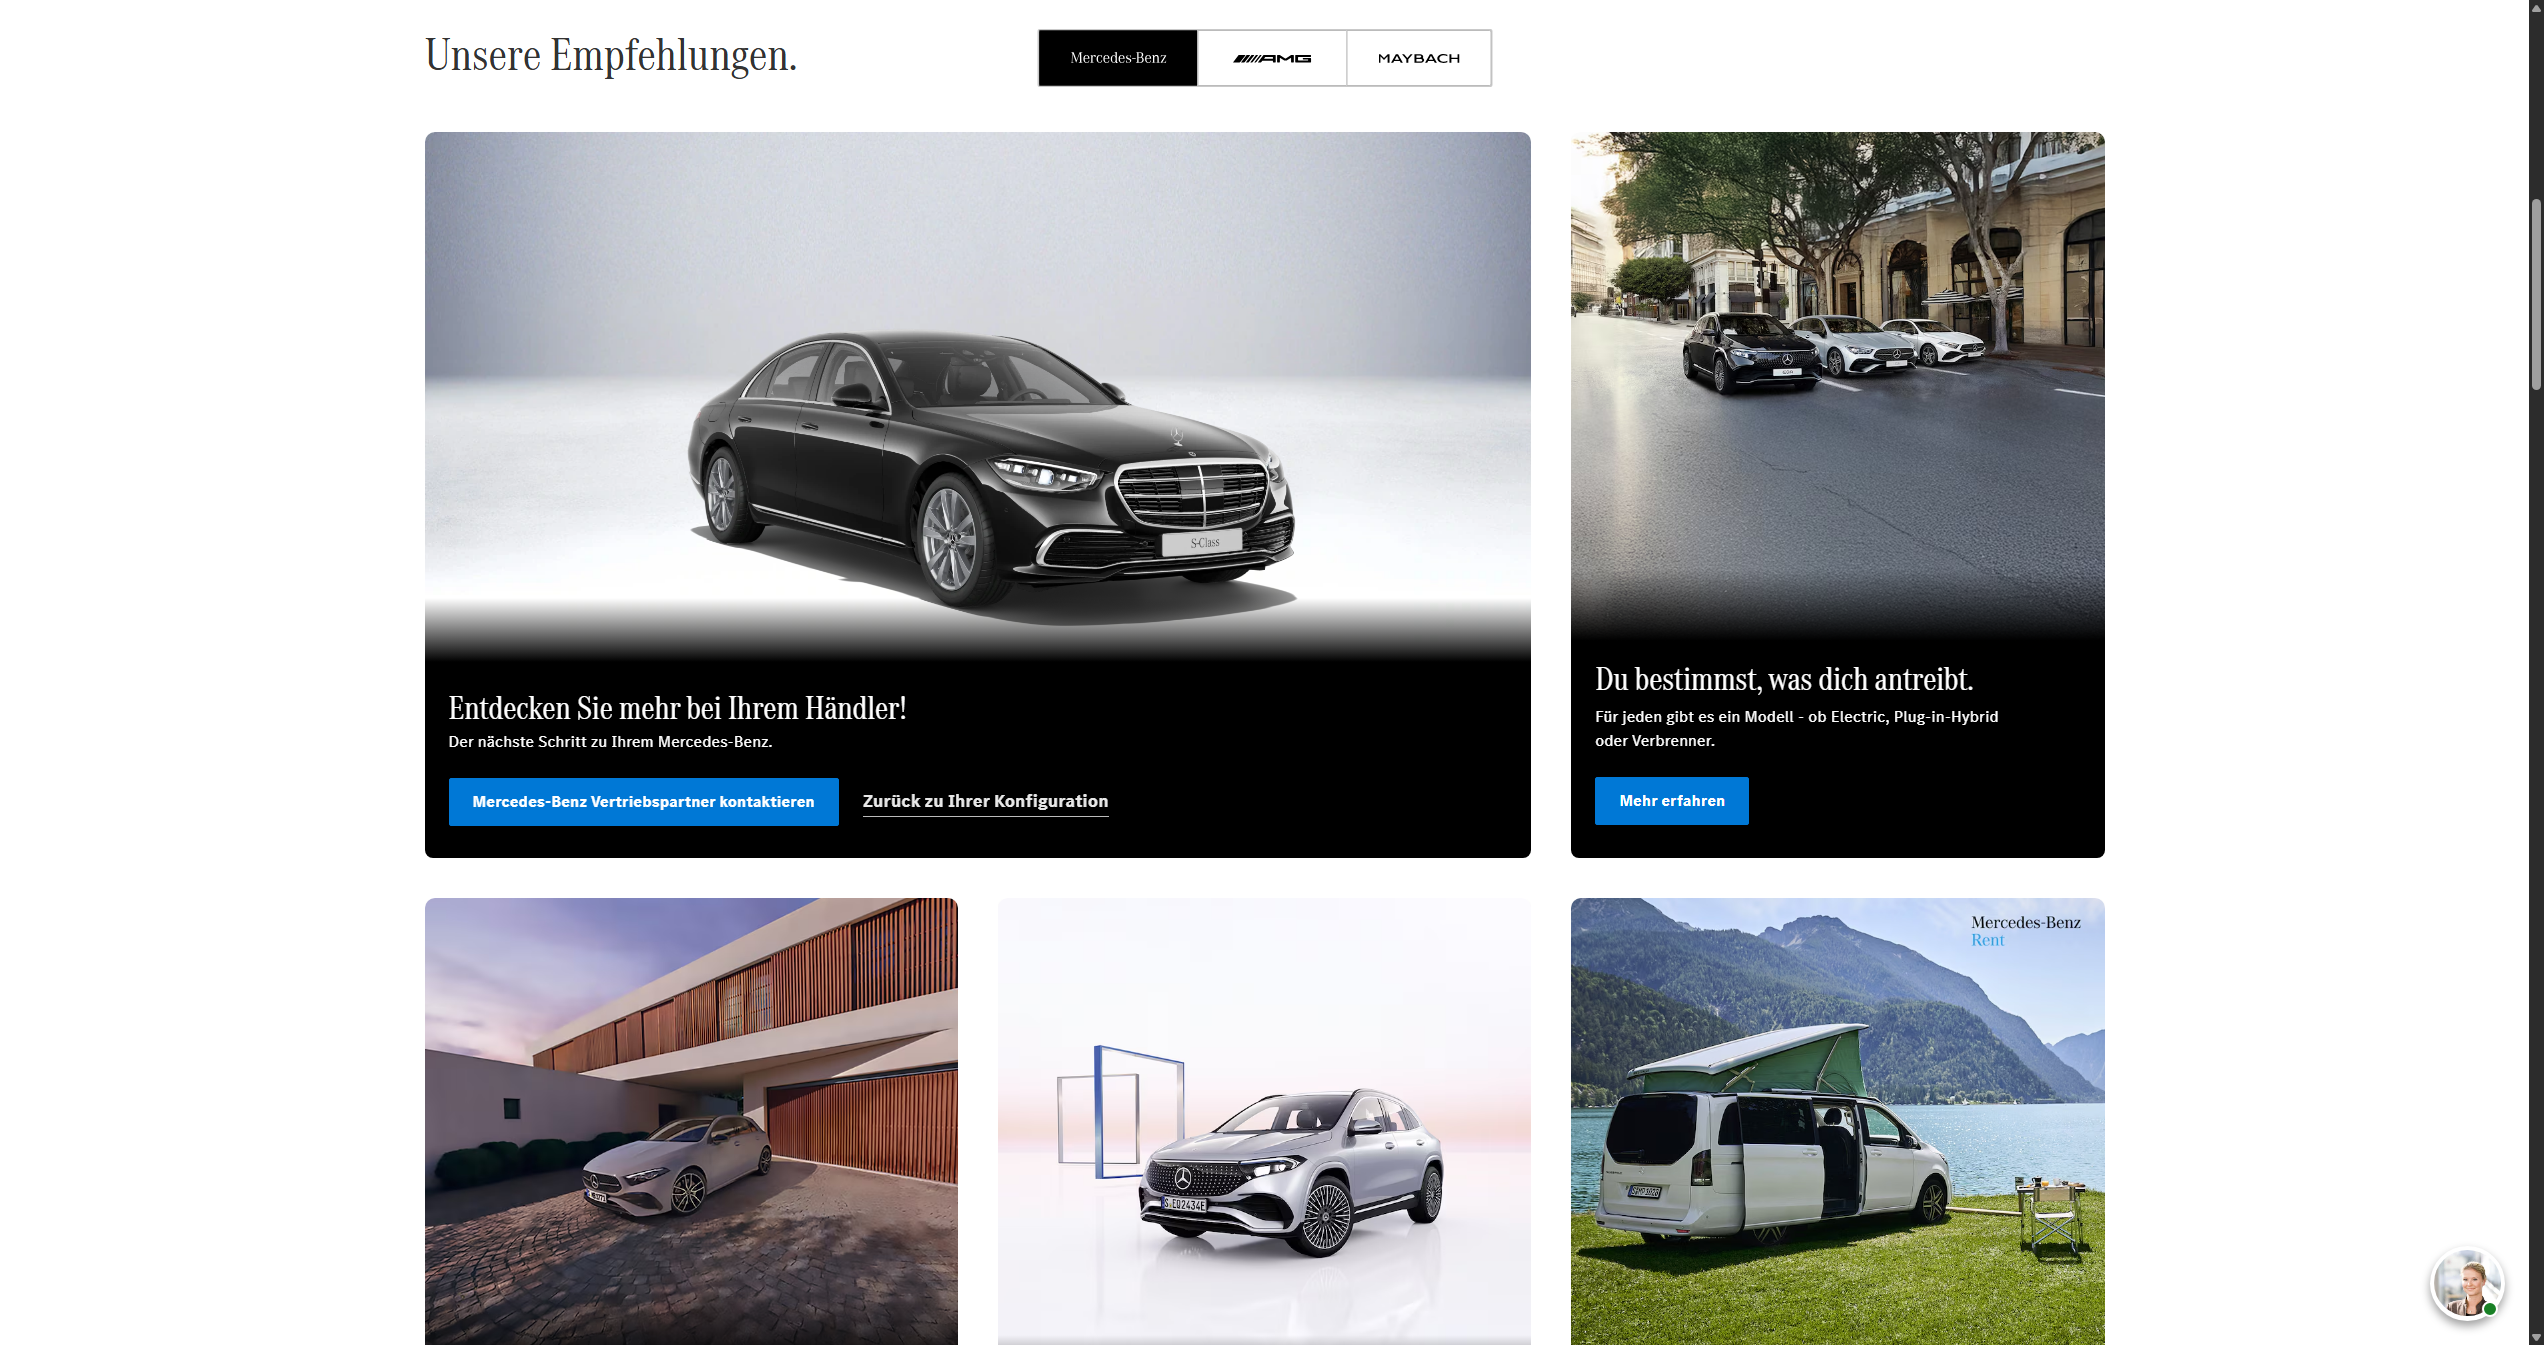 Unsere Empfehlungen.
Mercedes-Benz
AMG
MAYBACH
S-Class
Entdecken Sie mehr bei Ihrem Händler!
Der nächste Schritt zu Ihrem Mercedes-Benz.
Mercedes-Benz Vertriebspartner kontaktieren
Zurück zu Ihrer Konfiguration
EQA
Du bestimmst, was dich antreibt.
Für jeden gibt es ein Modell - ob Electric, Plug-in-Hybrid
oder Verbrenner.
Mehr erfahren
S EQ2434E
Mercedes-Benz
Rent